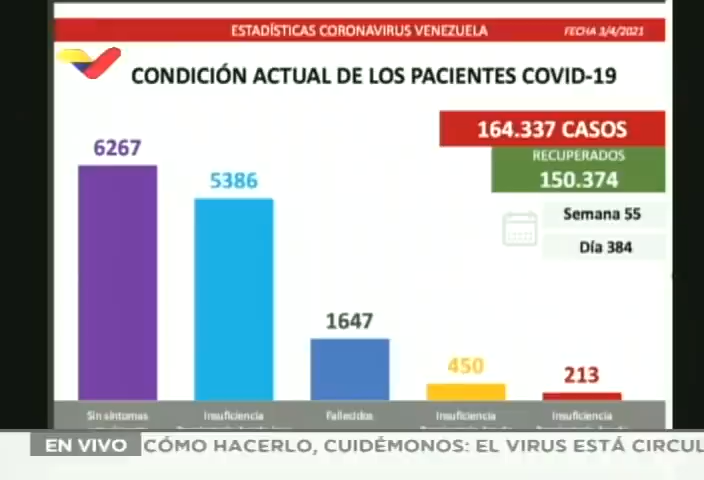 ESTADÍSTICAS CORONAVIRUS VENEZUELA
FECHA 3/4/2021
CONDICIÓN ACTUAL DE LOS PACIENTES COVID-19
164.337 CASOS
RECUPERADOS
150.374
Semana 55
Día 384
6267
5386
1647
450
213
Sin síntomas
Insuficiencia
Fallecidos
Insuficiencia
Insuficiencia
EN VIVO
CÓMO HACERLO, CUIDÉMONOS: EL VIRUS ESTÁ CIRCUL